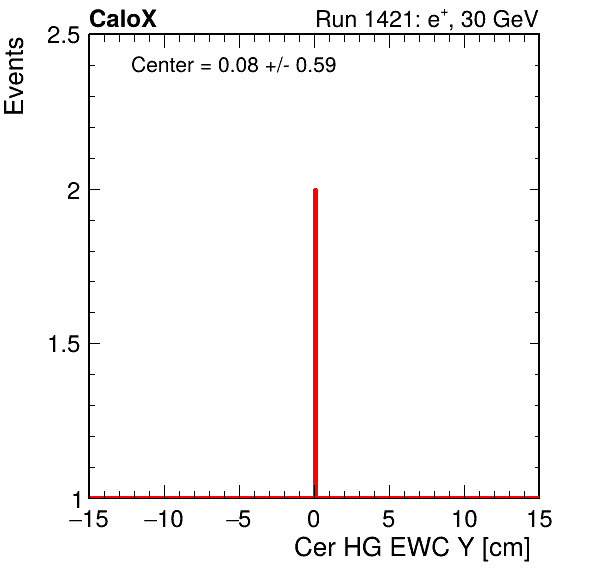 CaloX Run 1421: e⁺, 30 GeV
Center = 0.08 +/- 0.59
Events
2.5
2
1.5
1
−15 −10 −5 0 5 10 15
Cer HG EWC Y [cm]